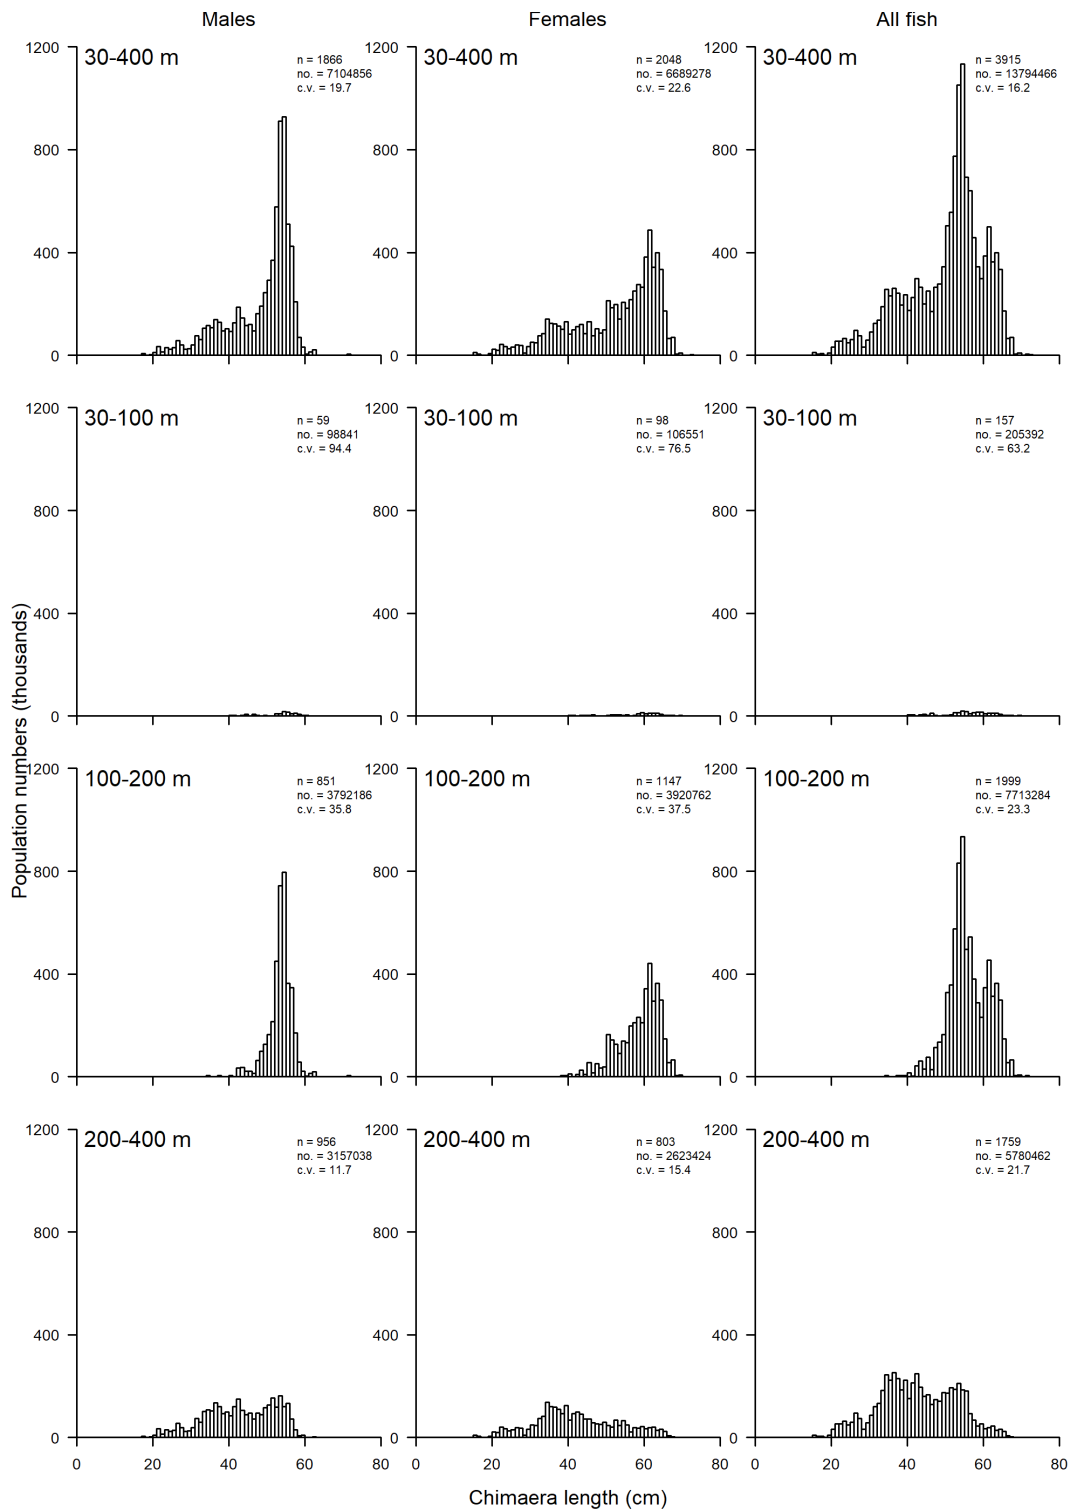 Males
Females
All fish
30-400 m
n = 1866
no. = 7104856
c.v. = 19.7
30-400 m
n = 2048
no. = 6689278
c.v. = 22.6
30-400 m
n = 3915
no. = 13794466
c.v. = 16.2
1200
800
400
0
1200
800
400
0
1200
800
400
0
30-100 m
n = 59
no. = 98841
c.v. = 94.4
30-100 m
n = 98
no. = 106551
c.v. = 76.5
30-100 m
n = 157
no. = 205392
c.v. = 63.2
1200
800
400
0
1200
800
400
0
1200
800
400
0
Population numbers (thousands)
100-200 m
n = 851
no. = 3792186
c.v. = 35.8
100-200 m
n = 1147
no. = 3920762
c.v. = 37.5
100-200 m
n = 1999
no. = 7713284
c.v. = 23.3
1200
800
400
0
1200
800
400
0
1200
800
400
0
200-400 m
n = 956
no. = 3157038
c.v. = 11.7
200-400 m
n = 803
no. = 2623424
c.v. = 15.4
200-400 m
n = 1759
no. = 5780462
c.v. = 21.7
1200
800
400
0
1200
800
400
0
1200
800
400
0
0 20 40 60 80
0 20 40 60 80
0 20 40 60 80
Chimaera length (cm)